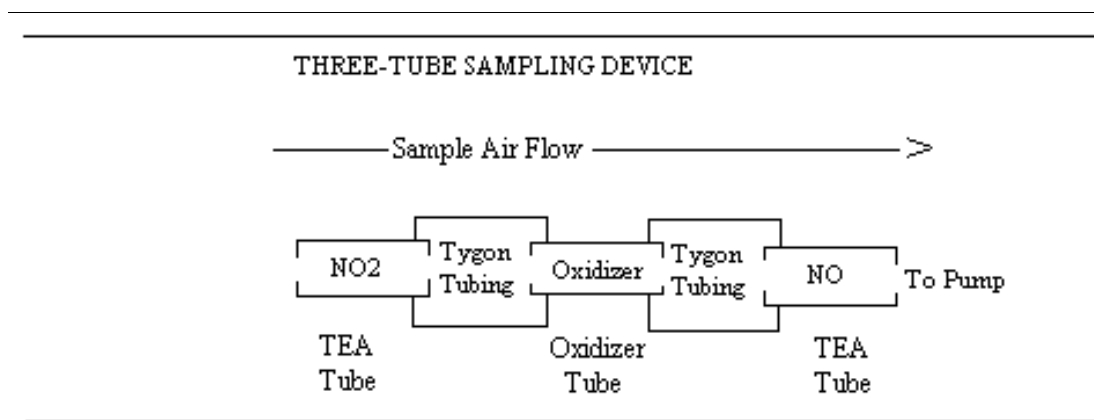 THREE-TUBE SAMPLING DEVICE
Sample Air Flow
NO2
Tygon
Tubing
Oxidizer
Tygon
Tubing
NO
To Pump
TEA
Tube
Oxidizer
Tube
TEA
Tube